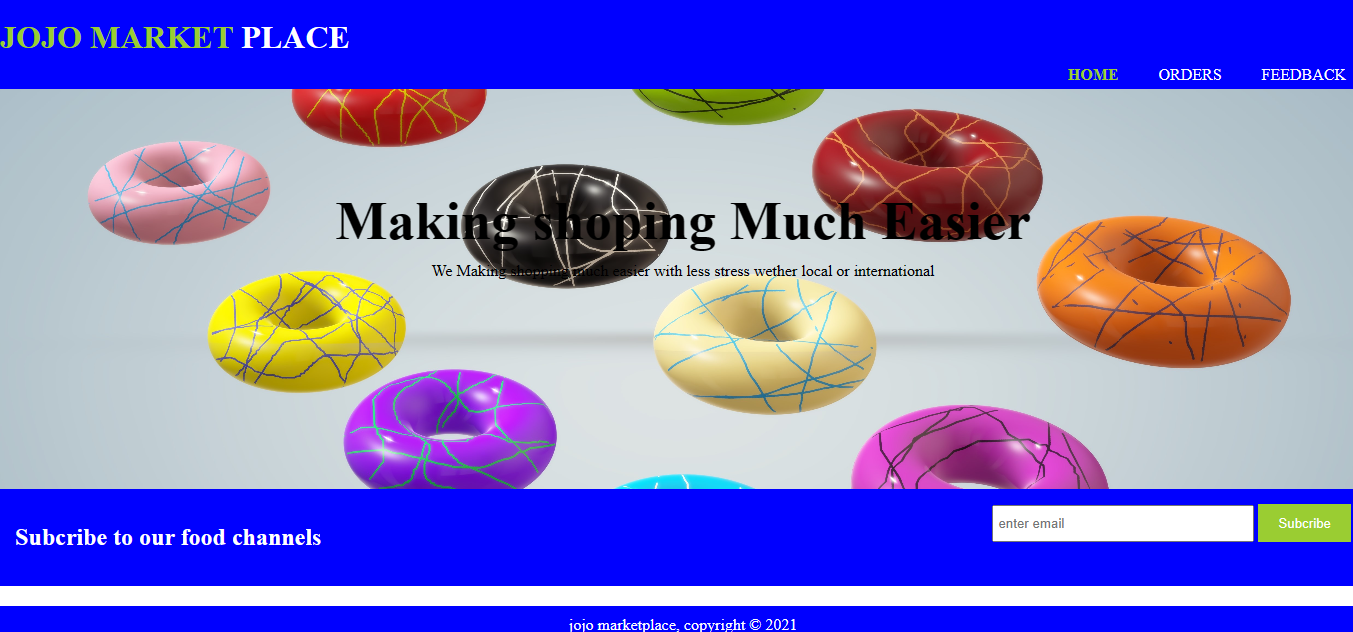 JOJO MARKET PLACE
HOME ORDERS FEEDBACK
Making shoping Much Easier
We Making shopping much easier with less stress wether local or international
Subcribe to our food channels
enter email Subcribe
jojo marketplace, copyright © 2021